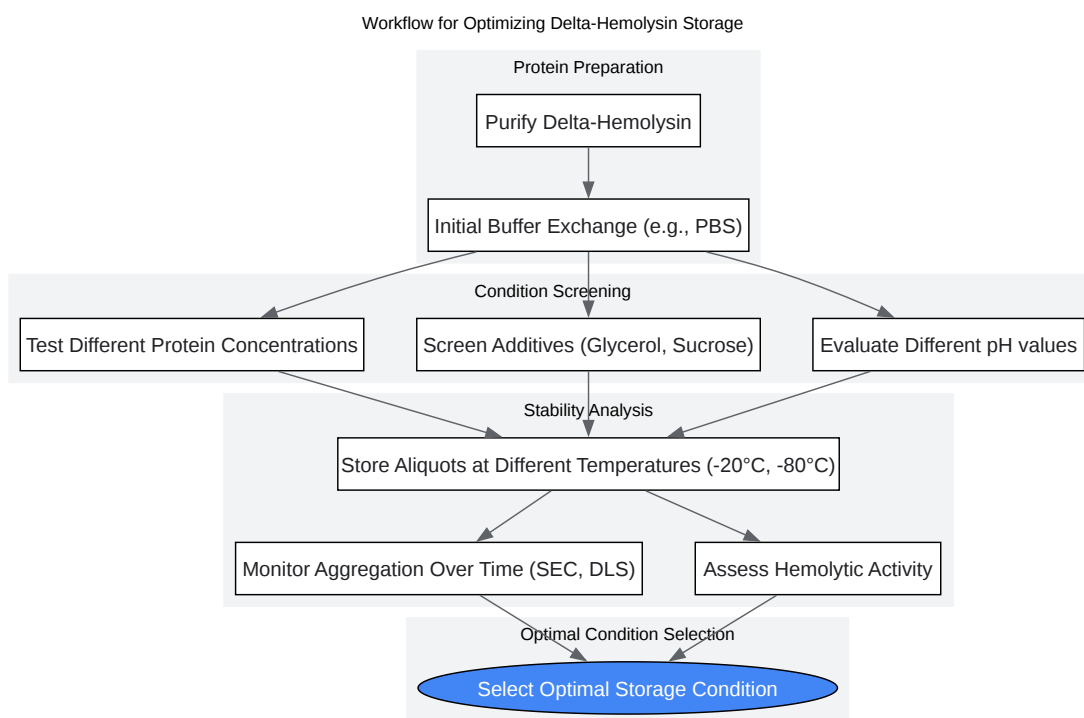 Workflow for Optimizing Delta-Hemolysin Storage
Protein Preparation
Purify Delta-Hemolysin
Initial Buffer Exchange (e.g., PBS)
Condition Screening
Test Different Protein Concentrations
Screen Additives (Glycerol, Sucrose)
Evaluate Different pH values
Stability Analysis
Store Aliquots at Different Temperatures (-20°C, -80°C)
Monitor Aggregation Over Time (SEC, DLS)
Assess Hemolytic Activity
Optimal Condition Selection
Select Optimal Storage Condition